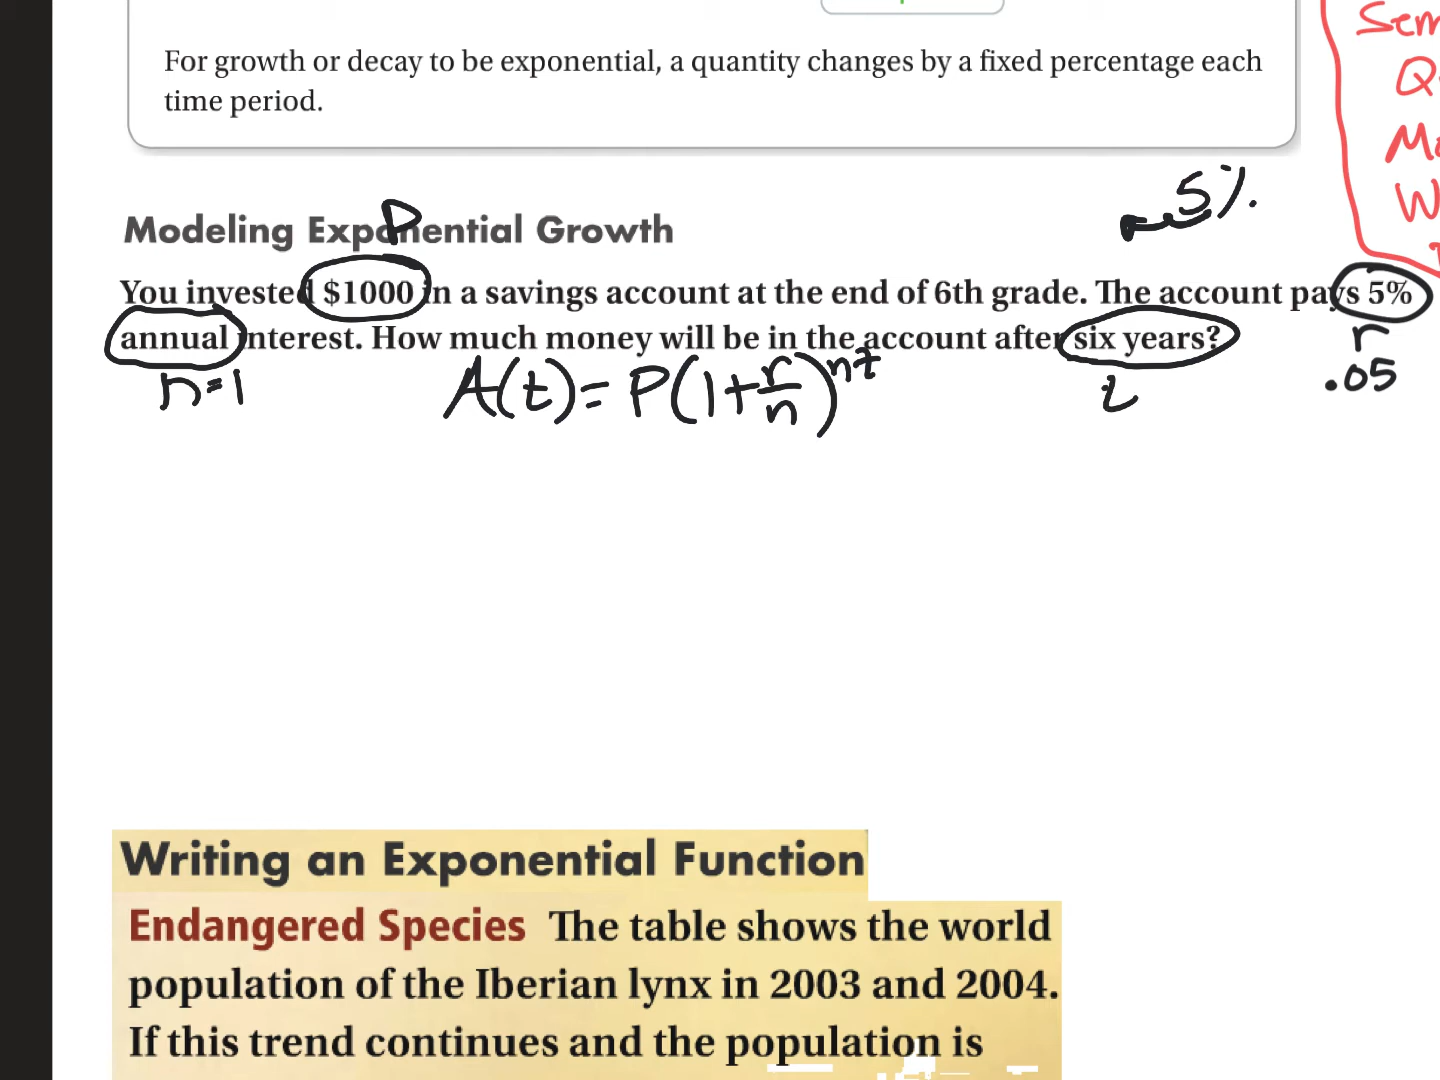 For growth or decay to be exponential, a quantity changes by a fixed percentage each
time period.
5%.
P
Modeling Exponential Growth
You invested $1000 in a savings account at the end of 6th grade. The account pays 5%
annual interest. How much money will be in the account after six years?
r
n=1
A(t)= P(1+r/n)^nt
t
.05
Writing an Exponential Function
Endangered Species The table shows the world
population of the Iberian lynx in 2003 and 2004.
If this trend continues and the population is